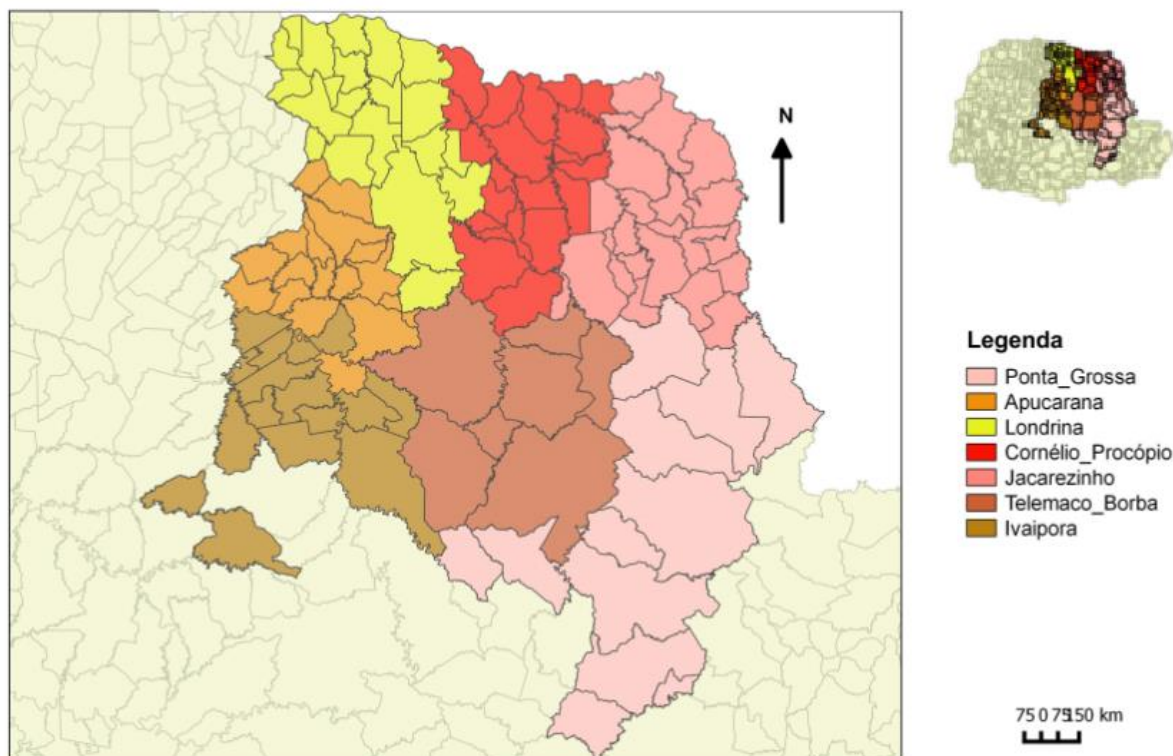 N
Legenda
Ponta_Grossa
Apucarana
Londrina
Cornélio_Procópio
Jacarezinho
Telemaco_Borba
Ivaipora
75 0 75150 km